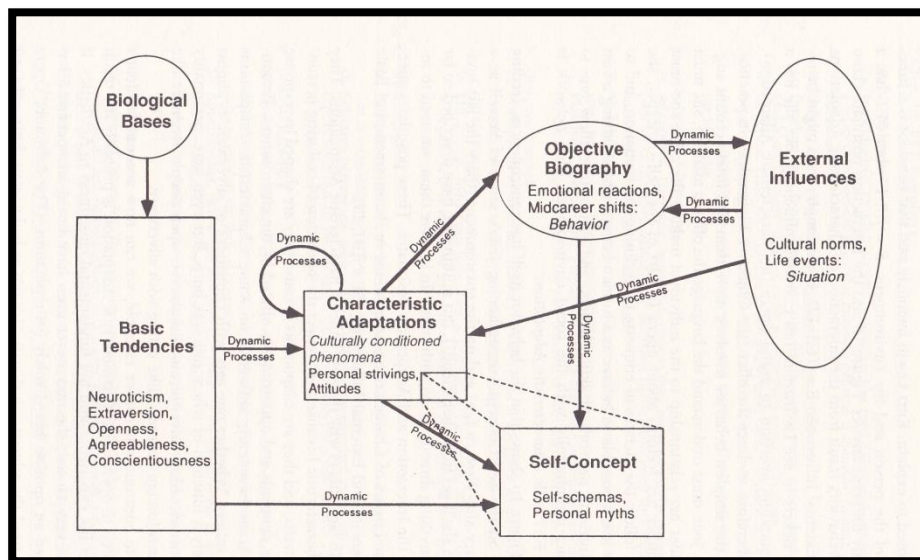 Biological
Bases
Basic
Tendencies
Neuroticism,
Extraversion,
Openness,
Agreeableness,
Conscientiousness
Dynamic
Processes
Dynamic
Processes
Characteristic
Adaptations
Culturally conditioned
phenomena
Personal strivings,
Attitudes
Dynamic
Processes
Objective
Biography
Emotional reactions,
Midcareer shifts:
Behavior
Dynamic
Processes
Dynamic
Processes
External
Influences
Cultural norms,
Life events:
Situation
Dynamic
Processes
Dynamic
Processes
Dynamic
Processes
Dynamic
Processes
Self-Concept
Self-schemas,
Personal myths